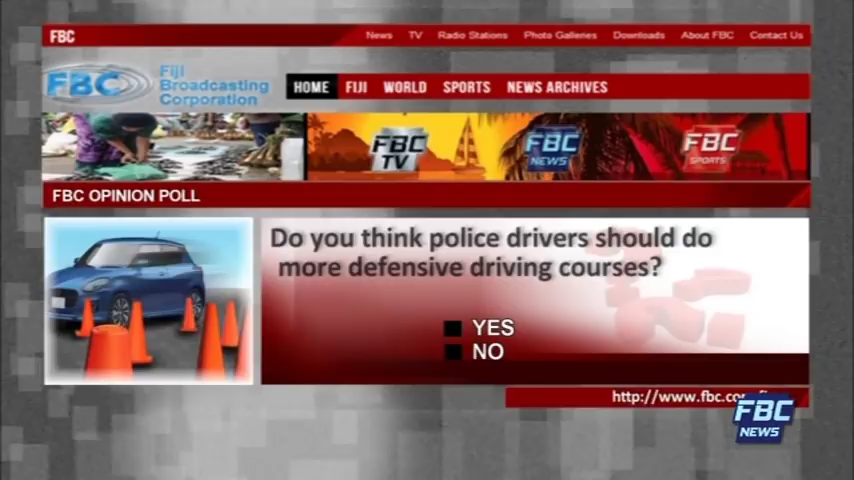 FBC
News TV Radio Stations Photo Galleries Downloads About FBC Contact Us
FBC
Fiji
Broadcasting
Corporation
HOME FIJI WORLD SPORTS NEWS ARCHIVES
FBC
TV
FBC
NEWS
FBC
SPORTS
FBC OPINION POLL
Do you think police drivers should do
more defensive driving courses?
YES
NO
http://www.fbc.co
FBC
NEWS